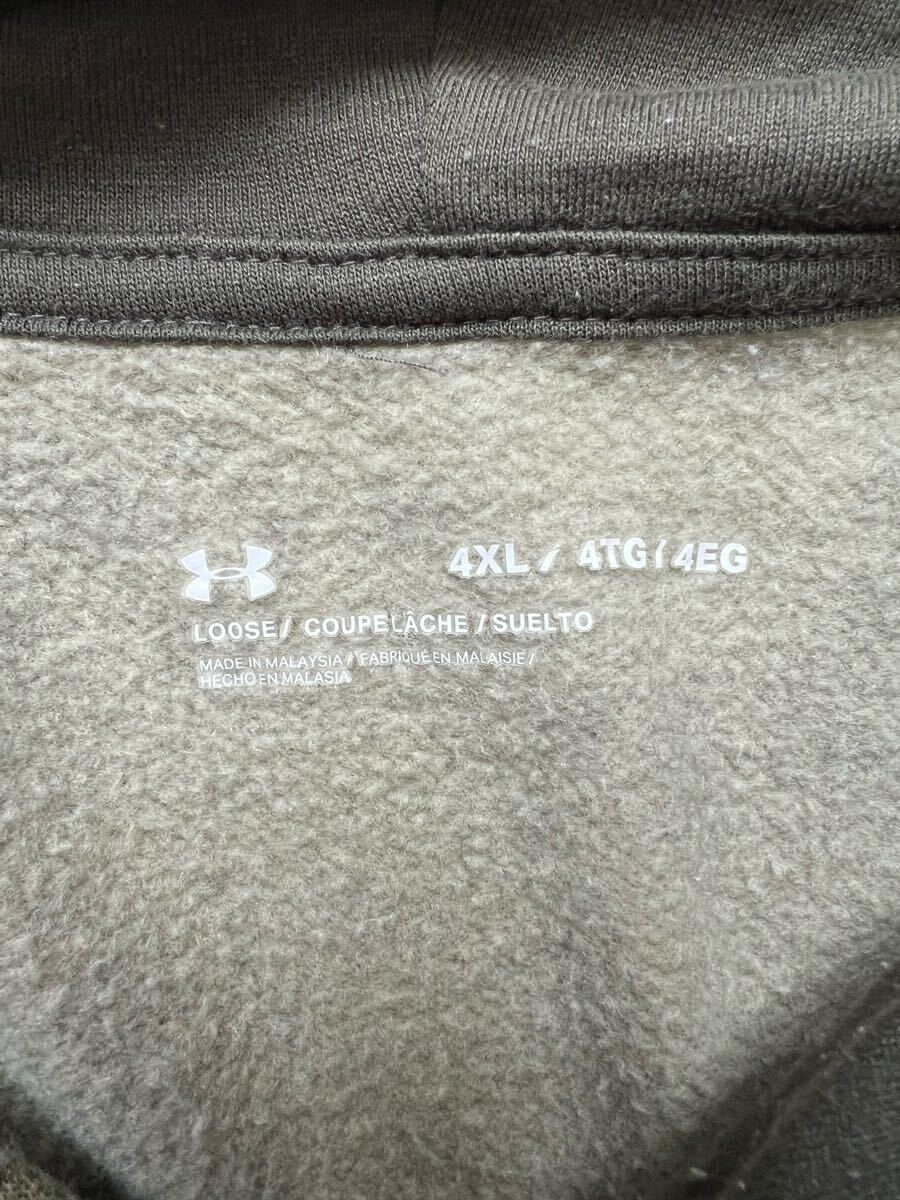 4XL / 4TG / 4EG
LOOSE / COUPE LÂCHE / SUELTO
MADE IN MALAYSIA / FABRIQUÉ EN MALAISIE /
HECHO EN MALASIA